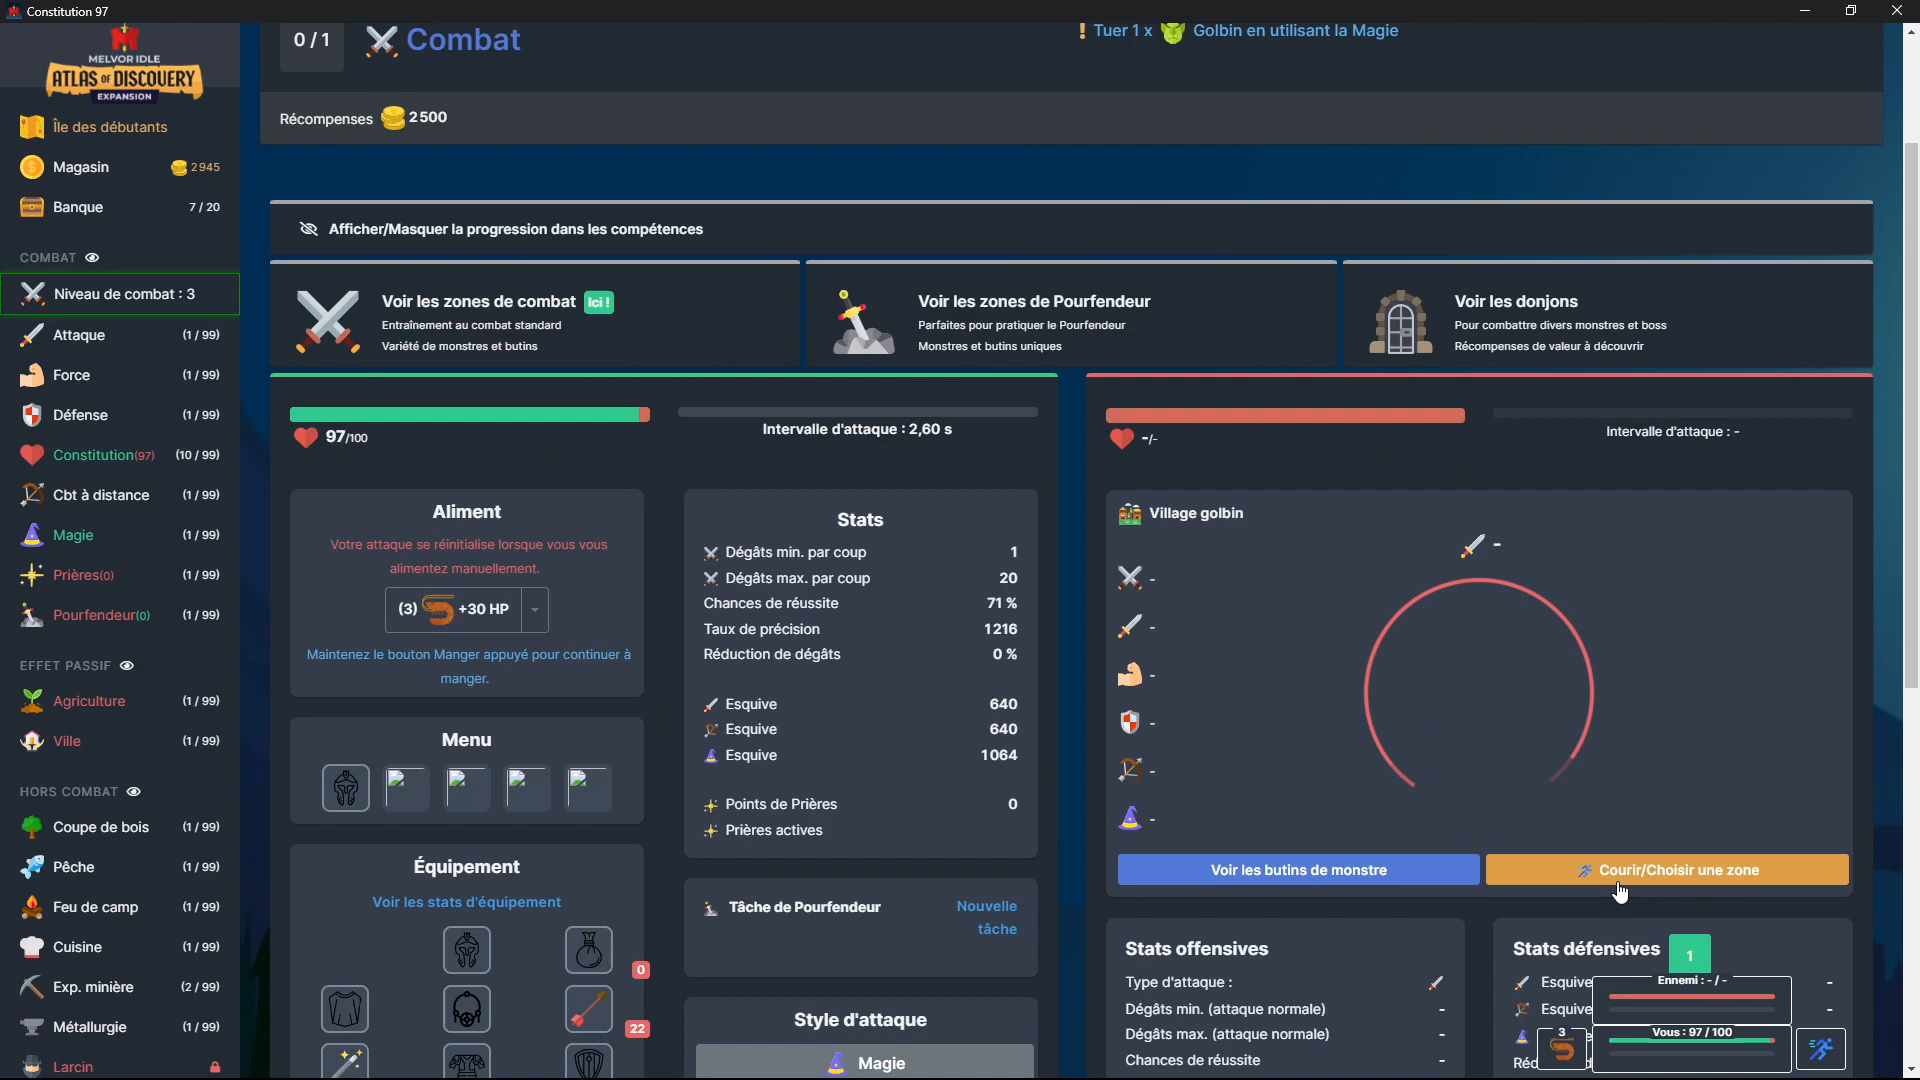 Constitution 97
MELVOR IDLE
ATLAS OF DISCOVERY
EXPANSION
Île des débutants
Magasin 2945
Banque 7 / 20
COMBAT
Niveau de combat : 3
Attaque (1 / 99)
Force (1 / 99)
Défense (1 / 99)
Constitution(97) (10 / 99)
Cbt à distance (1 / 99)
Magie (1 / 99)
Prières(0) (1 / 99)
Pourfendeur(0) (1 / 99)
EFFET PASSIF
Agriculture (1 / 99)
Ville (1 / 99)
HORS COMBAT
Coupe de bois (1 / 99)
Pêche (1 / 99)
Feu de camp (1 / 99)
Cuisine (1 / 99)
Exp. minière (2 / 99)
Métallurgie (1 / 99)
Larcin
0 / 1 Combat
! Tuer 1 x Golbin en utilisant la Magie
Récompenses 2500
Afficher/Masquer la progression dans les compétences
Voir les zones de combat Ici !
Entraînement au combat standard
Variété de monstres et butins
Voir les zones de Pourfendeur
Parfaites pour pratiquer le Pourfendeur
Monstres et butins uniques
Voir les donjons
Pour combattre divers monstres et boss
Récompenses de valeur à découvrir
97/100
Intervalle d'attaque : 2,60 s
Aliment
Votre attaque se réinitialise lorsque vous vous
alimentez manuellement.
(3) +30 HP
Maintenez le bouton Manger appuyé pour continuer à
manger.
Menu
Équipement
Voir les stats d'équipement
0
22
Stats
Dégâts min. par coup 1
Dégâts max. par coup 20
Chances de réussite 71 %
Taux de précision 1216
Réduction de dégâts 0 %
Esquive 640
Esquive 640
Esquive 1064
Points de Prières 0
Prières actives
Tâche de Pourfendeur Nouvelle
tâche
Style d'attaque
Magie
-/-
Intervalle d'attaque : -
Village golbin
-
-
-
-
-
-
-
Voir les butins de monstre
Courir/Choisir une zone
Stats offensives
Type d'attaque :
Dégâts min. (attaque normale) -
Dégâts max. (attaque normale) -
Chances de réussite -
Stats défensives 1
Esquive -
Esquive -
Réd
Ennemi : - / -
3
Vous : 97 / 100